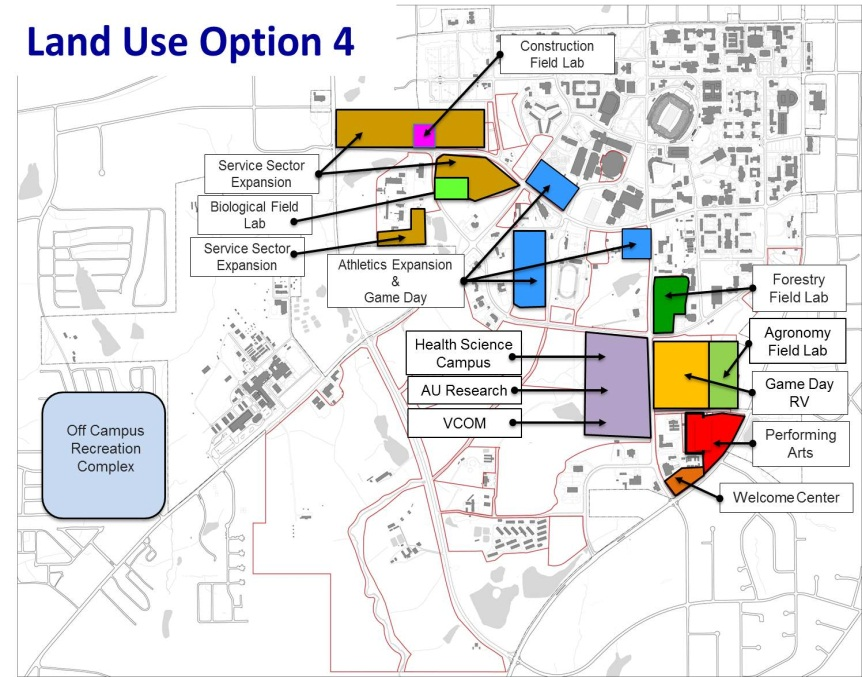 Land Use Option 4
Construction
Field Lab
Service Sector
Expansion
Biological Field
Lab
Service Sector
Expansion
Athletics Expansion
&
Game Day
Forestry
Field Lab
Health Science
Campus
Agronomy
Field Lab
AU Research
Game Day
RV
VCOM
Performing
Arts
Off Campus
Recreation
Complex
Welcome Center